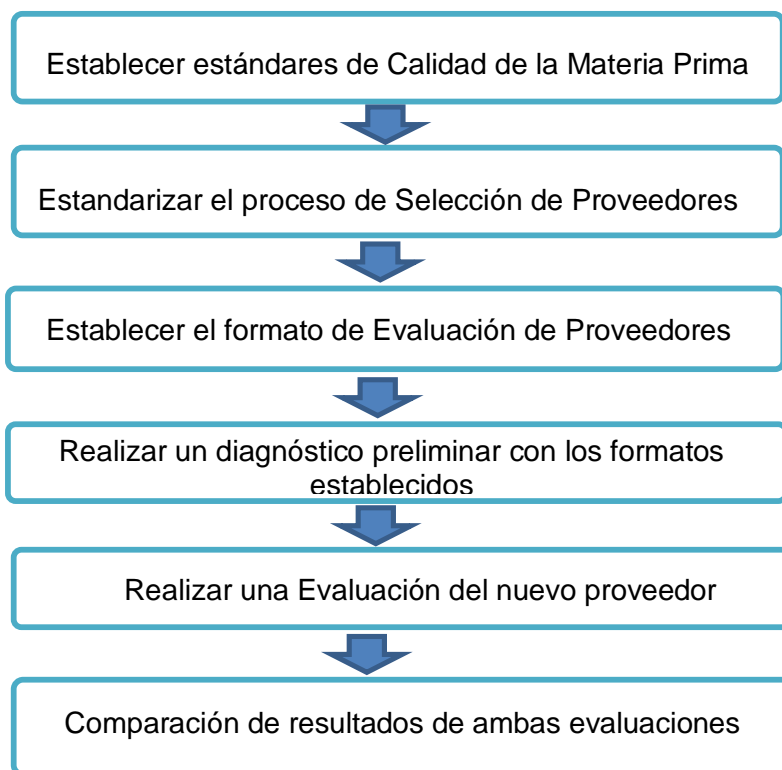 Establecer estándares de Calidad de la Materia Prima
Estandarizar el proceso de Selección de Proveedores
Establecer el formato de Evaluación de Proveedores
Realizar un diagnóstico preliminar con los formatos
establecidos
Realizar una Evaluación del nuevo proveedor
Comparación de resultados de ambas evaluaciones